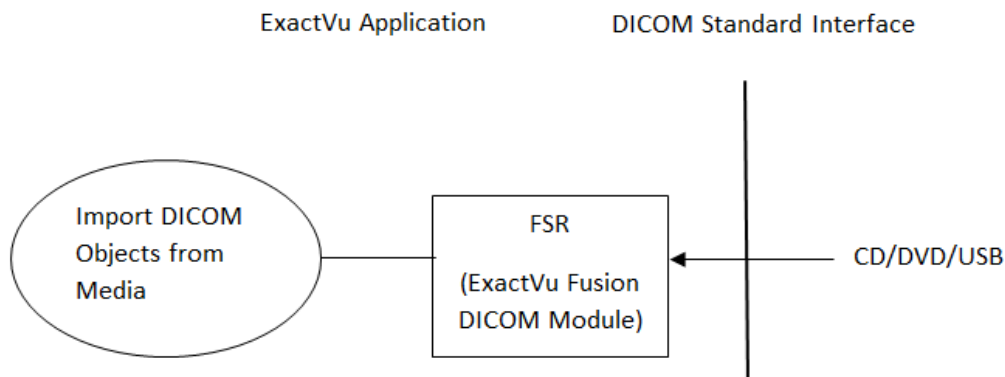 ExactVu Application
DICOM Standard Interface
Import DICOM
Objects from
Media
FSR
(ExactVu Fusion
DICOM Module)
CD/DVD/USB